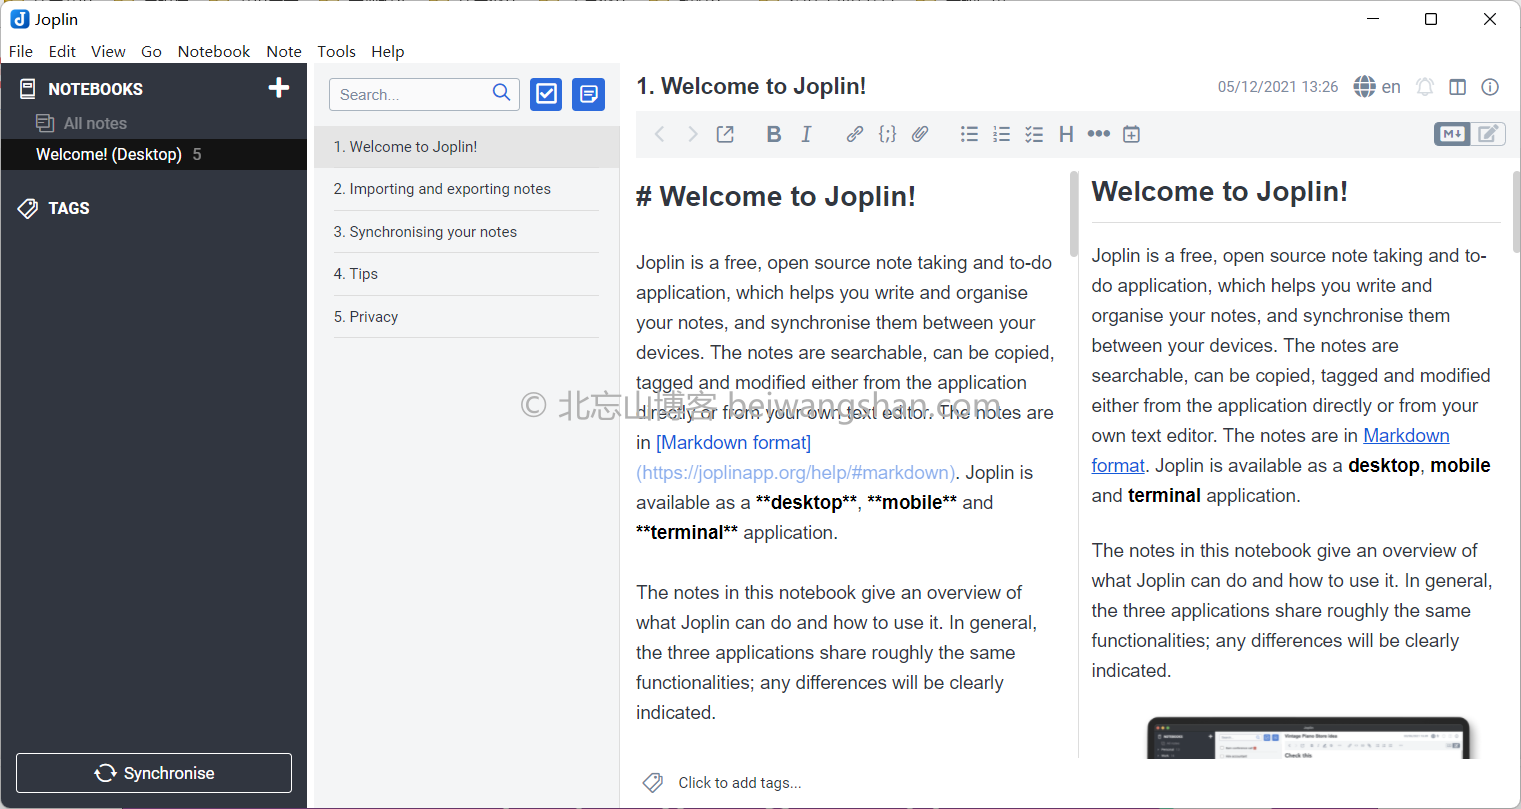 Joplin
File Edit View Go Notebook Note Tools Help
NOTEBOOKS
All notes
Welcome! (Desktop) 5
TAGS
Synchronise
Search...
1. Welcome to Joplin!
2. Importing and exporting notes
3. Synchronising your notes
4. Tips
5. Privacy
1. Welcome to Joplin!
05/12/2021 13:26
en
B I H
M↓
# Welcome to Joplin!
Joplin is a free, open source note taking and to-do
application, which helps you write and organise
your notes, and synchronise them between your
devices. The notes are searchable, can be copied,
tagged and modified either from the application
directly or from your own text editor. The notes are
in [Markdown format]
(https://joplinapp.org/help/#markdown). Joplin is
available as a **desktop**, **mobile** and
**terminal** application.
The notes in this notebook give an overview of
what Joplin can do and how to use it. In general,
the three applications share roughly the same
functionalities; any differences will be clearly
indicated.
Click to add tags...
Welcome to Joplin!
Joplin is a free, open source note taking and to-
do application, which helps you write and
organise your notes, and synchronise them
between your devices. The notes are
searchable, can be copied, tagged and modified
either from the application directly or from your
own text editor. The notes are in Markdown
format. Joplin is available as a desktop, mobile
and terminal application.
The notes in this notebook give an overview of
what Joplin can do and how to use it. In general,
the three applications share roughly the same
functionalities; any differences will be clearly
indicated.
Vintage Piano Store Idea
Check this
© 北忘山博客 beiwangshan.com